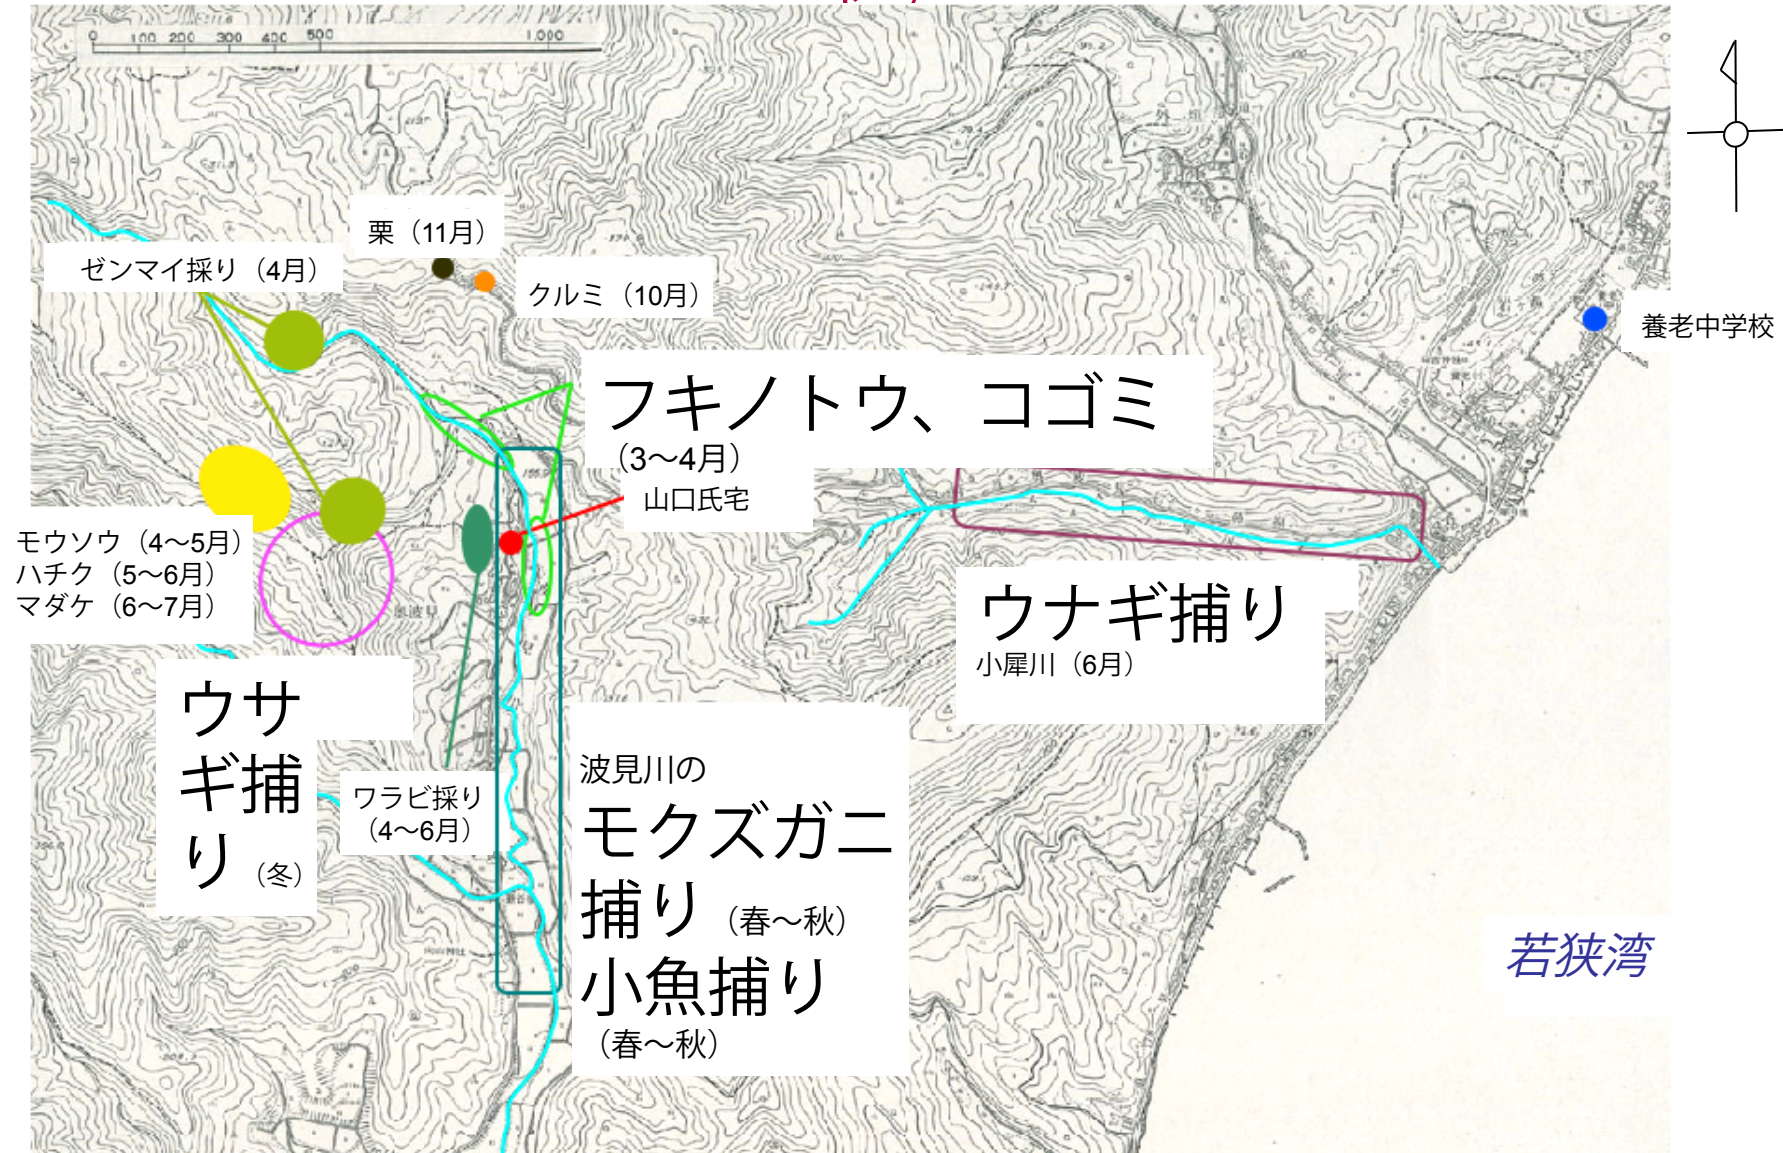 0 100 200 300 400 500 1,000
栗（11月）
ゼンマイ採り（4月）
クルミ（10月）
養老中学校
フキノトウ、コゴミ
（3～4月）
山口氏宅
モウソウ（4～5月）
ハチク（5～6月）
マダケ（6～7月）
ウナギ捕り
小犀川（6月）
ウサ
ギ捕
り（冬）
ワラビ採り
（4～6月）
波見川の
モクズガニ
捕り（春～秋）
小魚捕り
（春～秋）
若狭湾